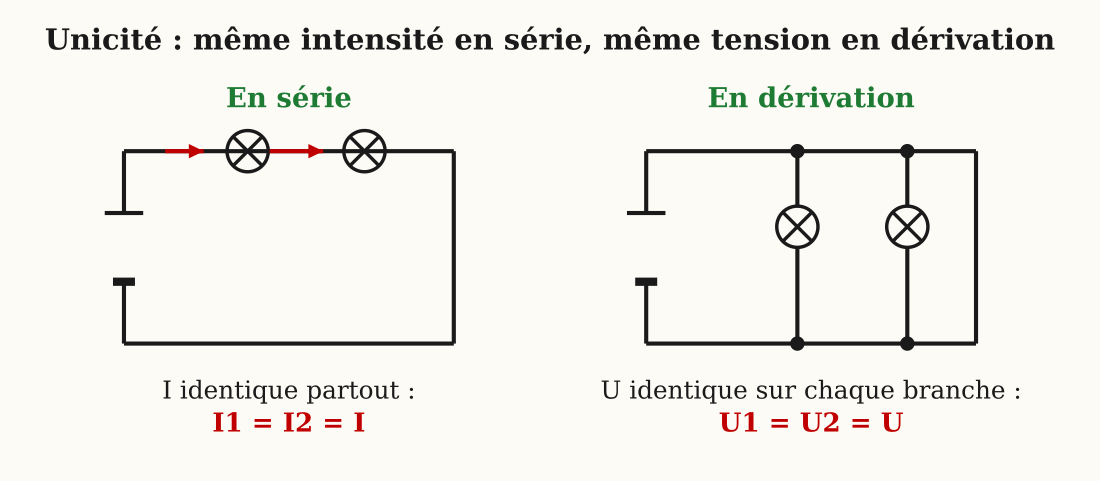 Unicité : même intensité en série, même tension en dérivation
En série
En dérivation
I identique partout :
I1 = I2 = I
U identique sur chaque branche :
U1 = U2 = U